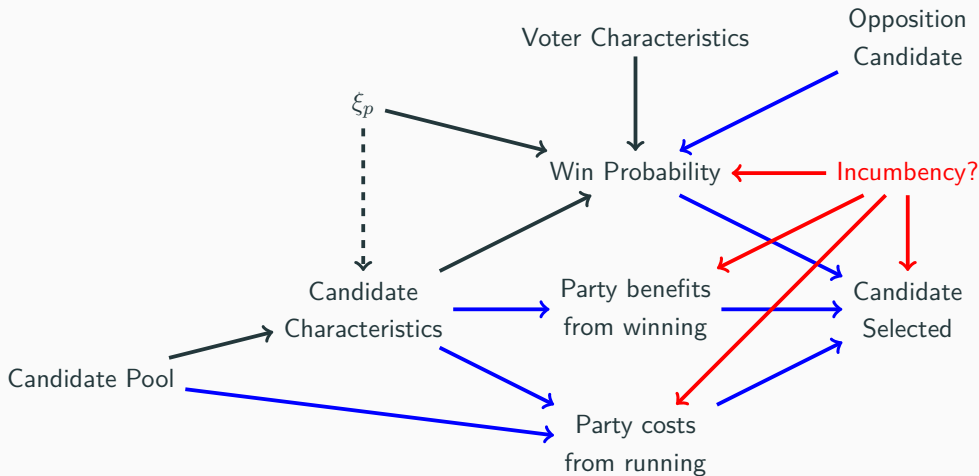 Opposition
Candidate
Voter Characteristics
ξp
Win Probability
Incumbency?
Candidate
Characteristics
Party benefits
from winning
Candidate
Selected
Candidate Pool
Party costs
from running